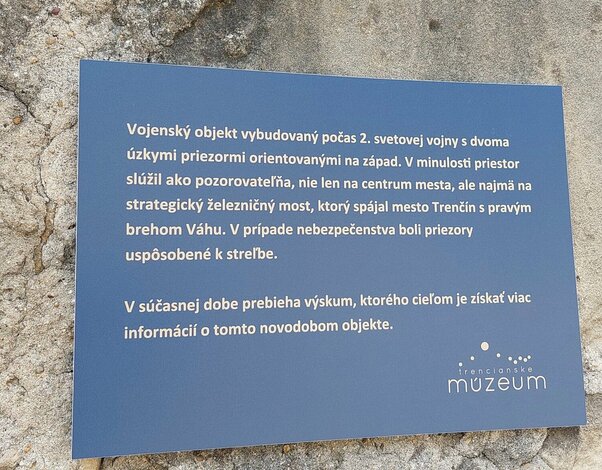 Vojenský objekt vybudovaný počas 2. svetovej vojny s dvoma
úzkymi priezormi orientovanými na západ. V minulosti priestor
slúžil ako pozorovateľňa, nie len na centrum mesta, ale najmä na
strategický železničný most, ktorý spájal mesto Trenčín s pravým
brehom Váhu. V prípade nebezpečenstva boli priezory
uspôsobené k streľbe.
V súčasnej dobe prebieha výskum, ktorého cieľom je získať viac
informácií o tomto novodobom objekte.
trencianske
múzeum